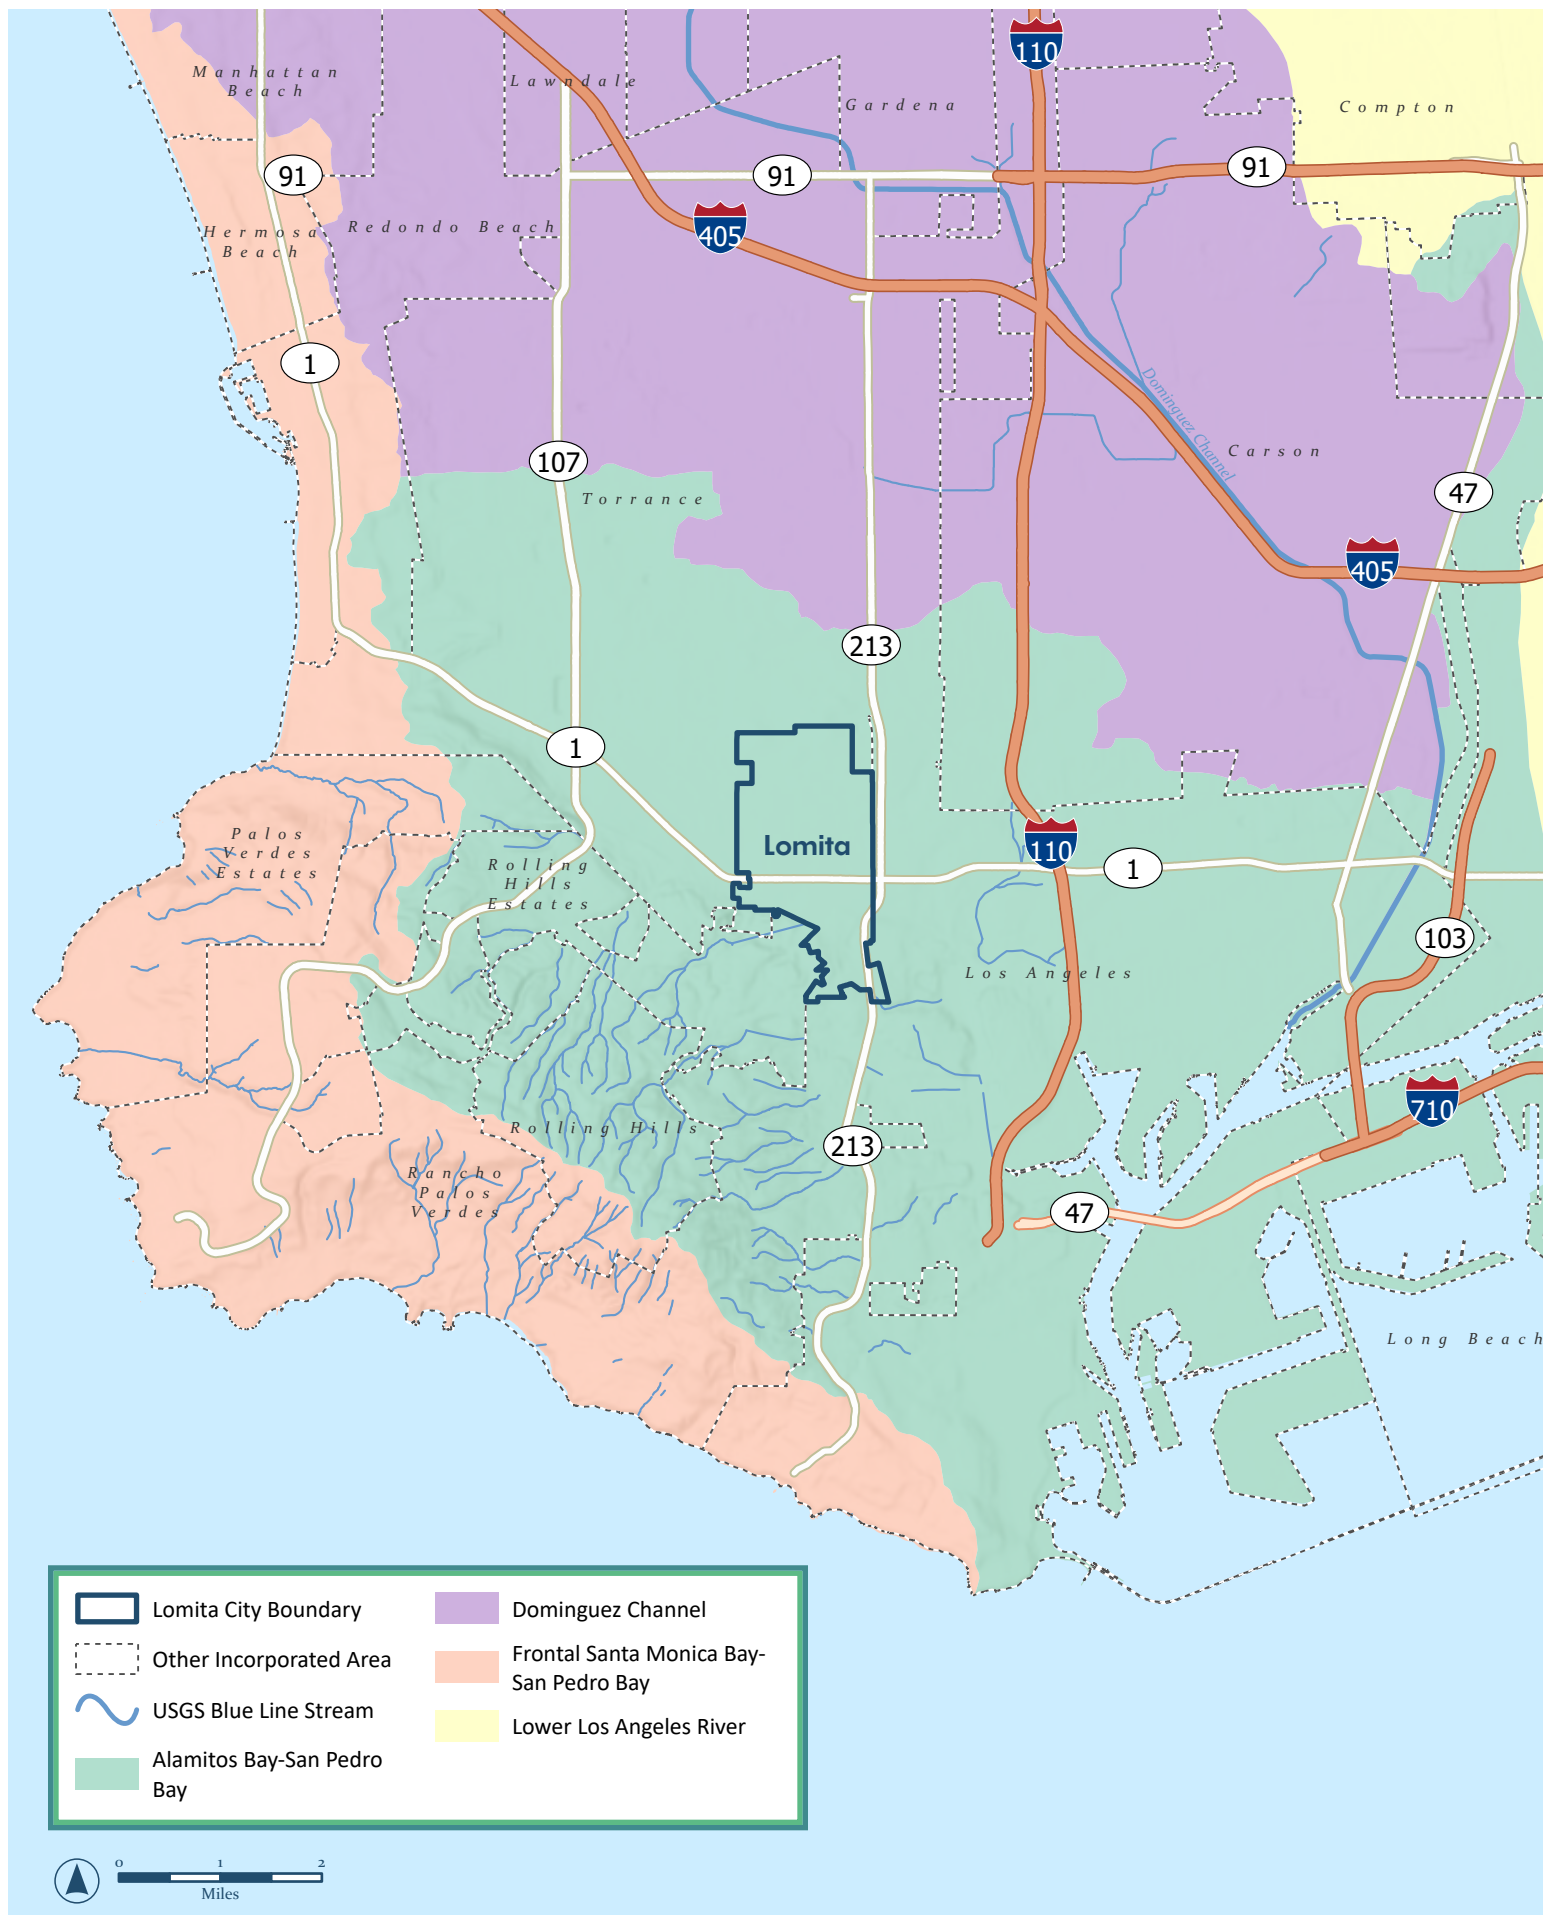 110
Manhattan
Beach
Lawndale
Gardena
Compton
91
91
91
Hermosa
Beach
Redondo Beach
405
1
Dominguez Channel
Carson
107
Torrance
47
405
213
1
Lomita
Palos
Verdes
Estates
Rolling
Hills
Estates
110
1
103
Los Angeles
710
Rolling Hills
213
Rancho
Palos
Verdes
47
Long Beach
Lomita City Boundary
Other Incorporated Area
USGS Blue Line Stream
Alamitos Bay-San Pedro
Bay
Dominguez Channel
Frontal Santa Monica Bay-
San Pedro Bay
Lower Los Angeles River
0 1 2
Miles